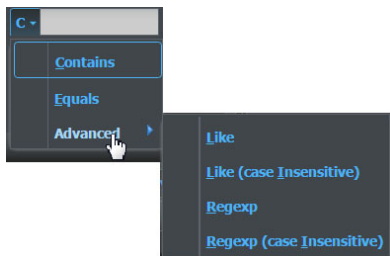 C
Contains
Equals
Advanced
Like
Like (case Insensitive)
Regexp
Regexp (case Insensitive)